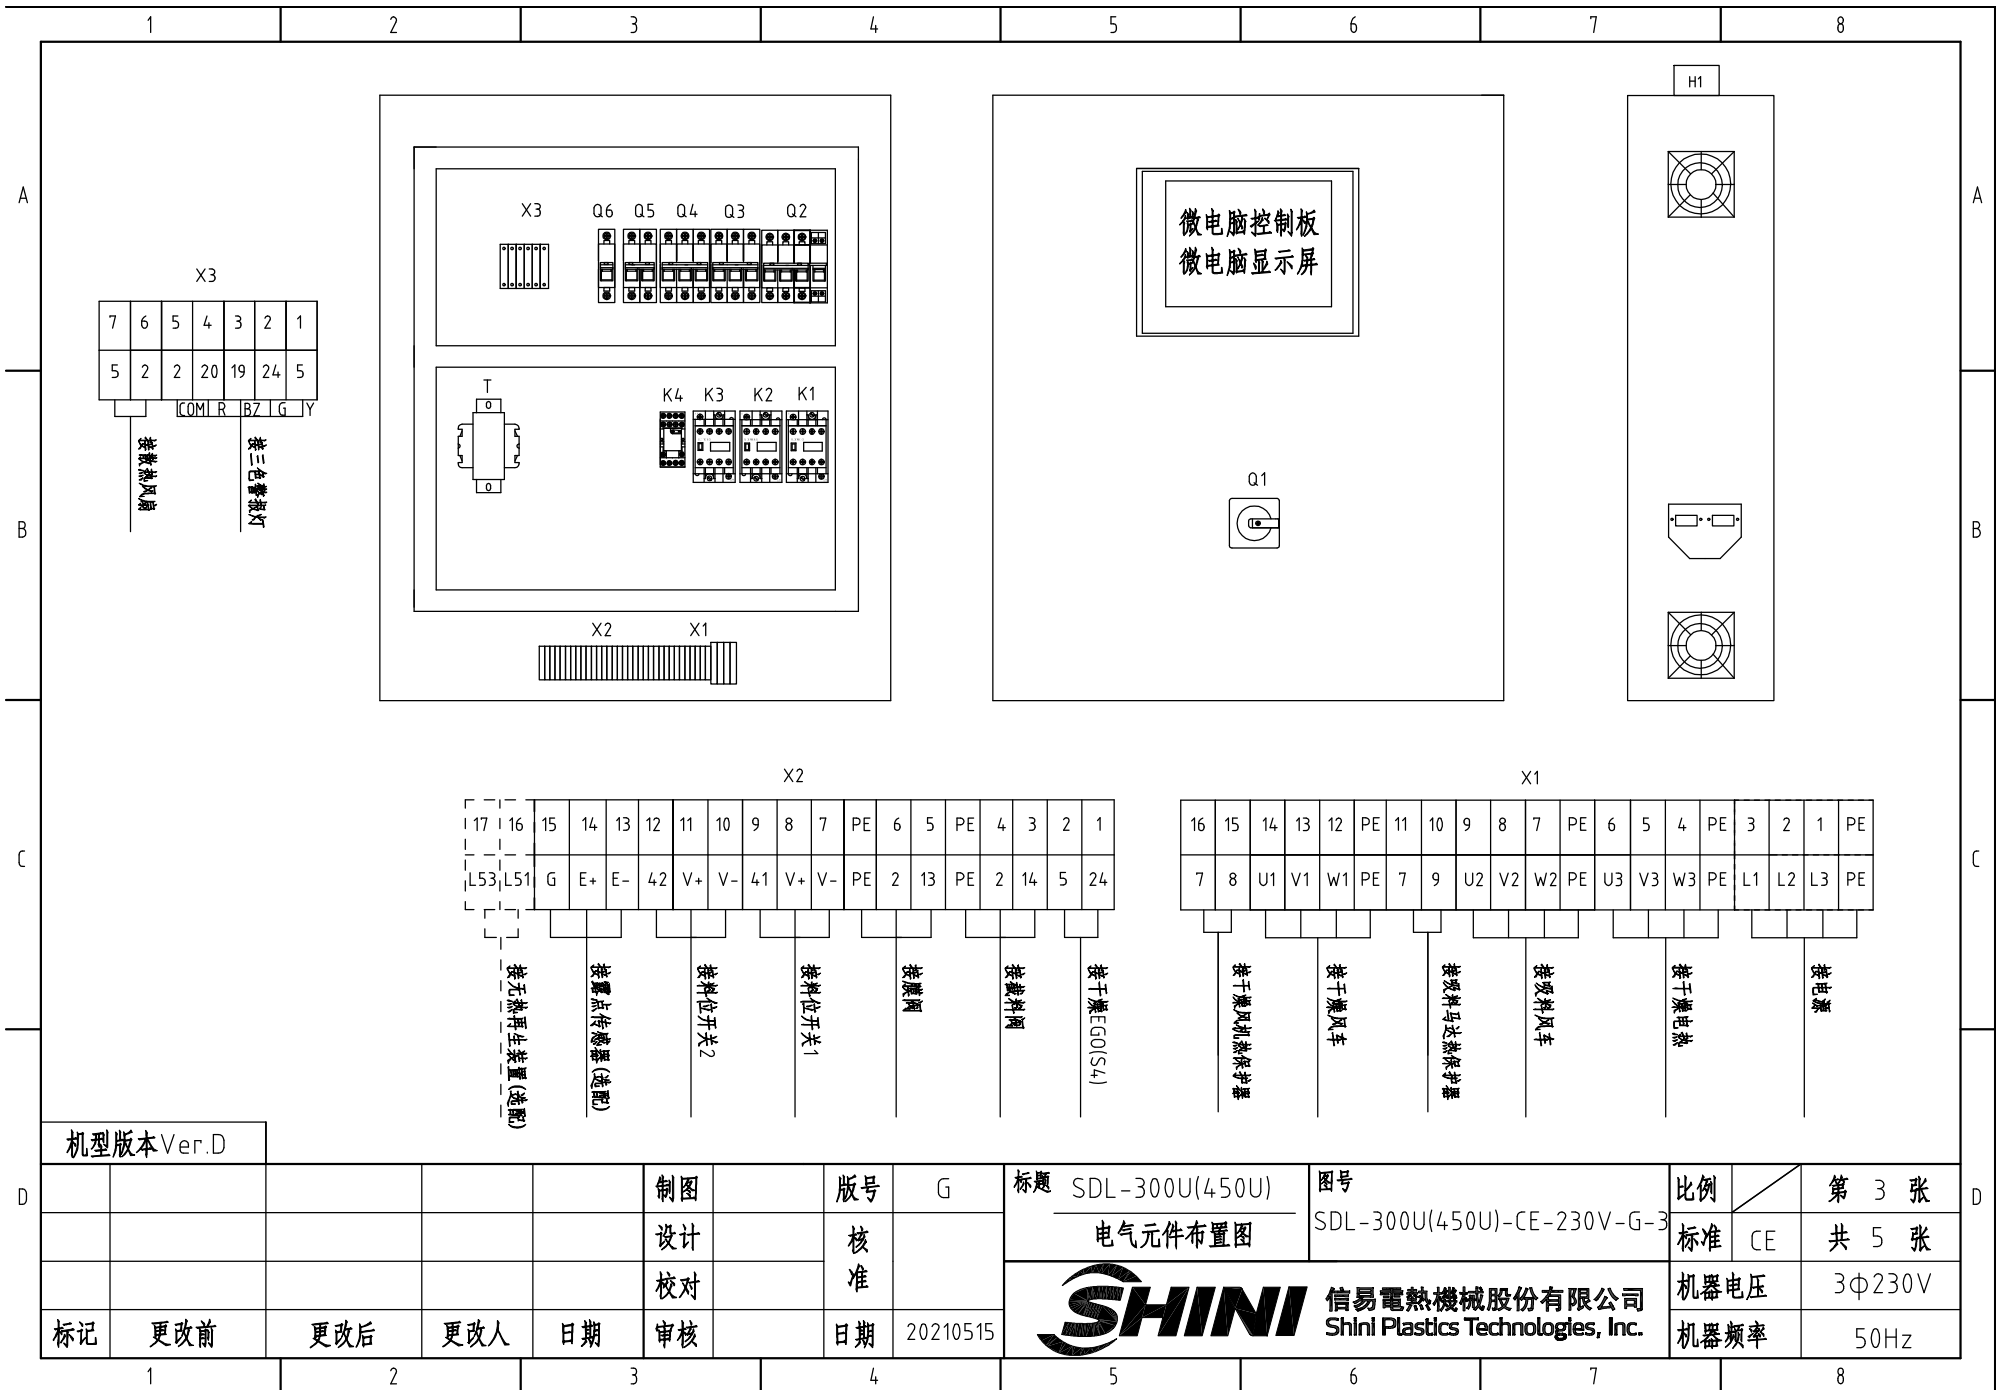 1 2 3 4 5 6 7 8
H1
A A
X3 Q6 Q5 Q4 Q3 Q2
微电脑控制板
微电脑显示屏
X3
7 6 5 4 3 2 1
5 2 2 20 19 24 5
COM R BZ G Y
接散热风扇
接三色警报灯
T K4 K3 K2 K1
Q1
B B
X2 X1
X2
17 16 15 14 13 12 11 10 9 8 7 PE 6 5 PE 4 3 2 1
L53 L51 G E+ E- 42 V+ V- 41 V+ V- PE 2 13 PE 2 14 5 24
接无热再生装置(选配)
接露点传感器(选配)
接料位开关2
接料位开关1
接膜阀
接截料阀
接干燥EGO(S4)
X1
16 15 14 13 12 PE 11 10 9 8 7 PE 6 5 4 PE 3 2 1 PE
7 8 U1 V1 W1 PE 7 9 U2 V2 W2 PE U3 V3 W3 PE L1 L2 L3 PE
接干燥风机热保护器
接干燥风车
接吸料马达热保护器
接吸料风车
接干燥电热
接电源
C C
机型版本Ver.D
D D
制图 版号 G
设计 核准
校对
标记 更改前 更改后 更改人 日期 审核 日期 20210515
标题 SDL-300U(450U)
电气元件布置图
图号
SDL-300U(450U)-CE-230V-G-3
比例 第 3 张
标准 CE 共 5 张
机器电压 3φ230V
机器频率 50Hz
SHINI
信易電熱機械股份有限公司
Shini Plastics Technologies, Inc.
1 2 3 4 5 6 7 8